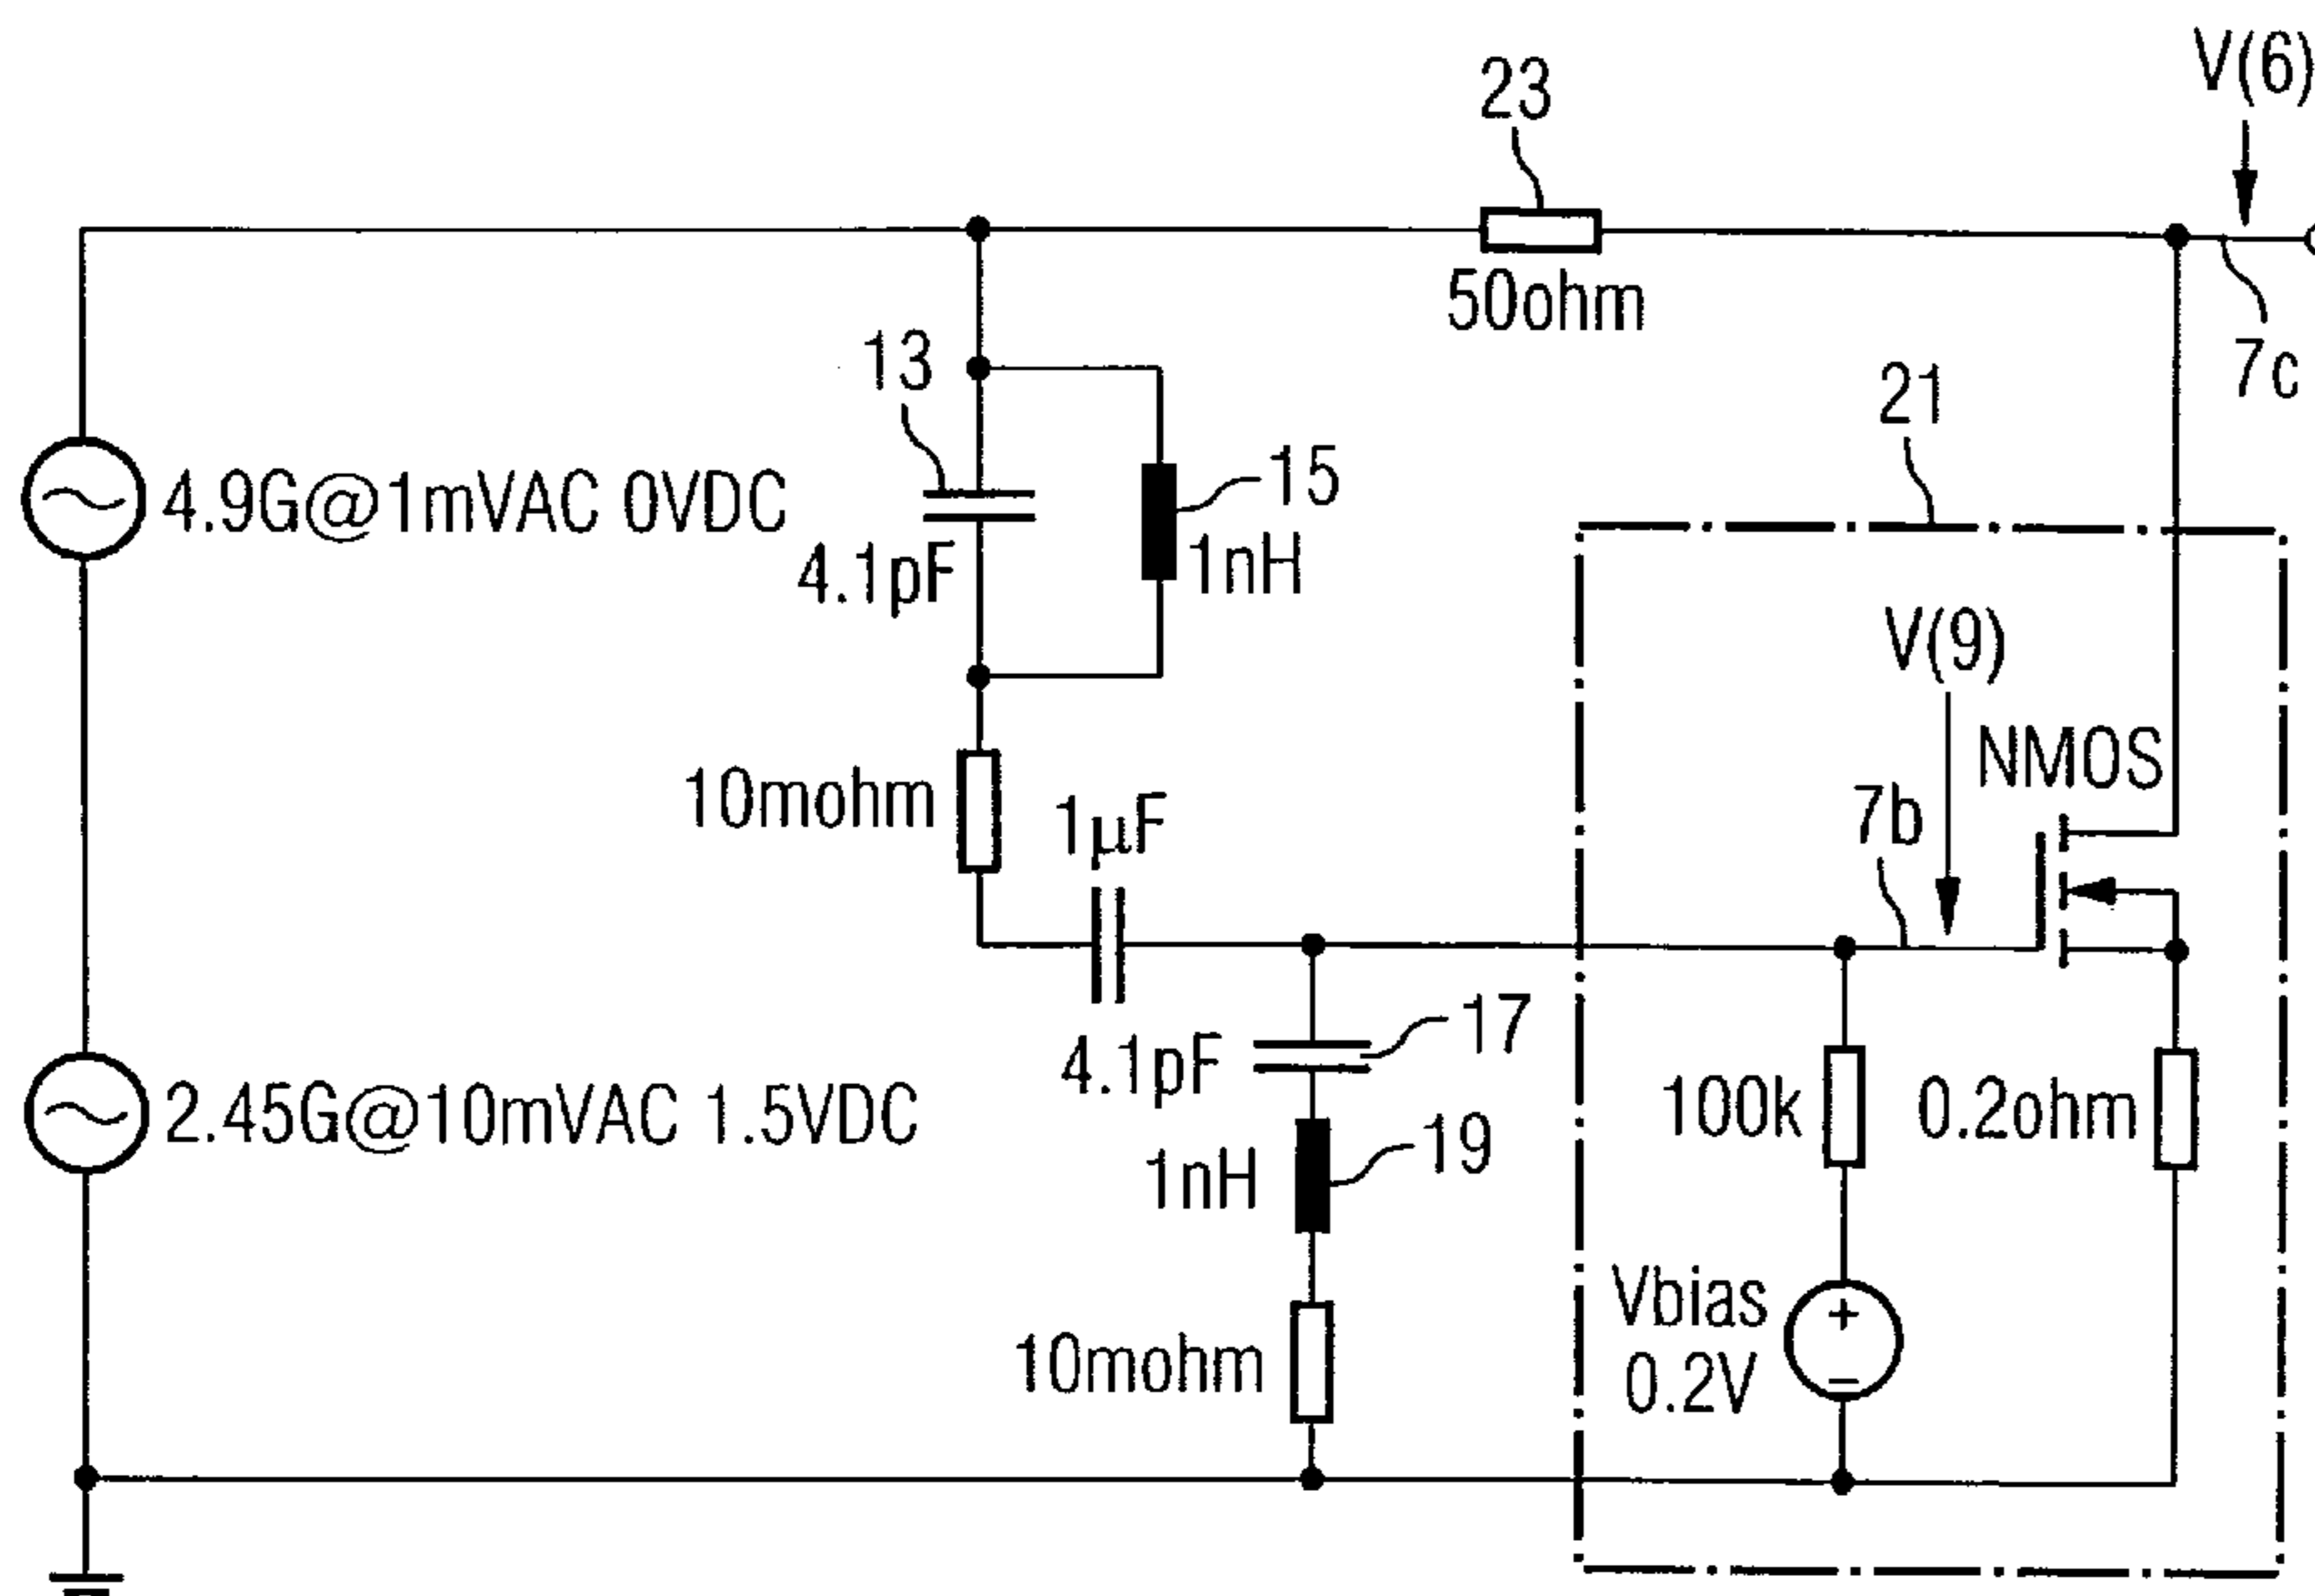 V(6)
23
50ohm
7c
13
4.1pF
15
1nH
21
4.9G@1mVAC 0VDC
V(9)
NMOS
7b
10mohm
1µF
4.1pF
17
1nH
19
100k
0.2ohm
2.45G@10mVAC 1.5VDC
Vbias
0.2V
+
−
10mohm